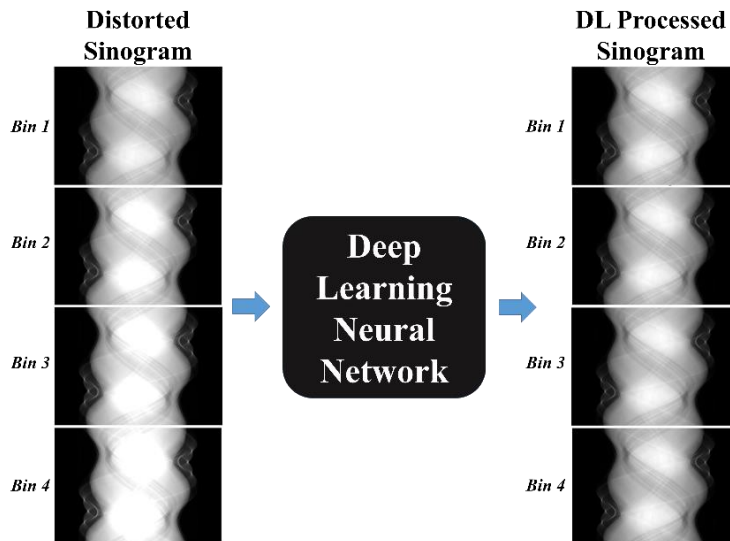 Distorted
Sinogram
DL Processed
Sinogram
Bin 1
Bin 1
Bin 2
Bin 2
Deep
Learning
Neural
Network
Bin 3
Bin 3
Bin 4
Bin 4